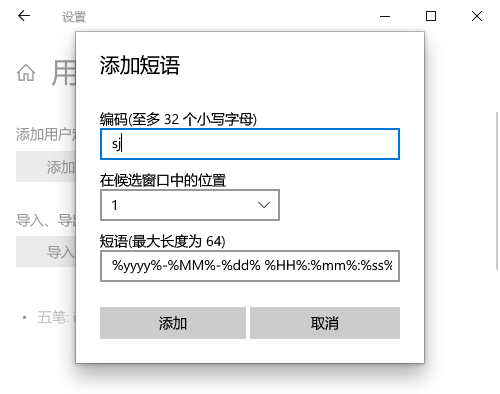 设置
用
添加短语
编码(至多 32 个小写字母)
添加用户
sj
添加
在候选窗口中的位置
1
导入、导出
短语(最大长度为 64)
导入
%yyyy%-%MM%-%dd% %HH%:%mm%:%ss%
添加
取消
• 五笔: